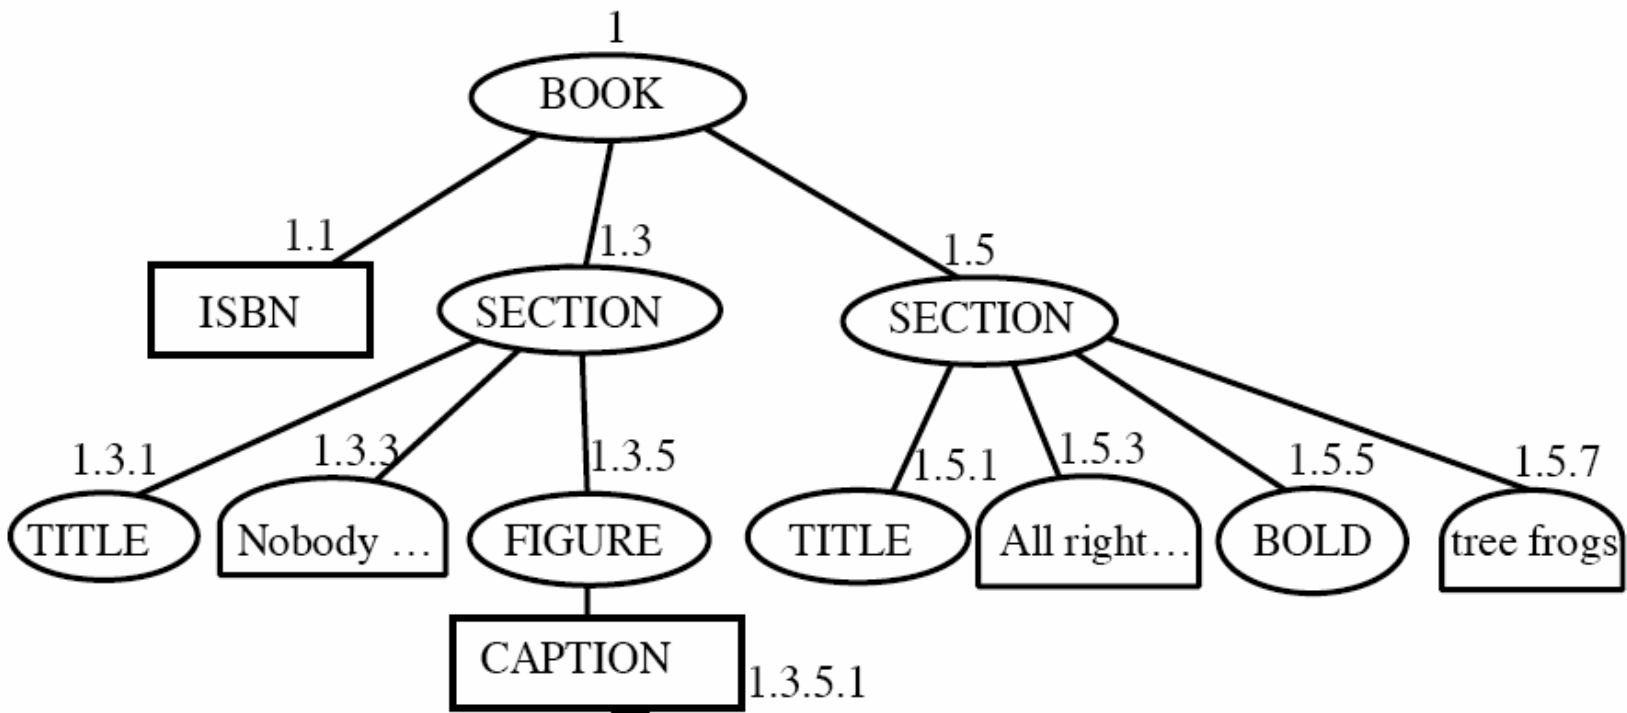 1
BOOK
1.1
1.3
1.5
ISBN
SECTION
SECTION
1.3.1
1.3.3
1.3.5
1.5.1
1.5.3
1.5.5
1.5.7
TITLE
Nobody …
FIGURE
TITLE
All right…
BOLD
tree frogs
CAPTION
1.3.5.1